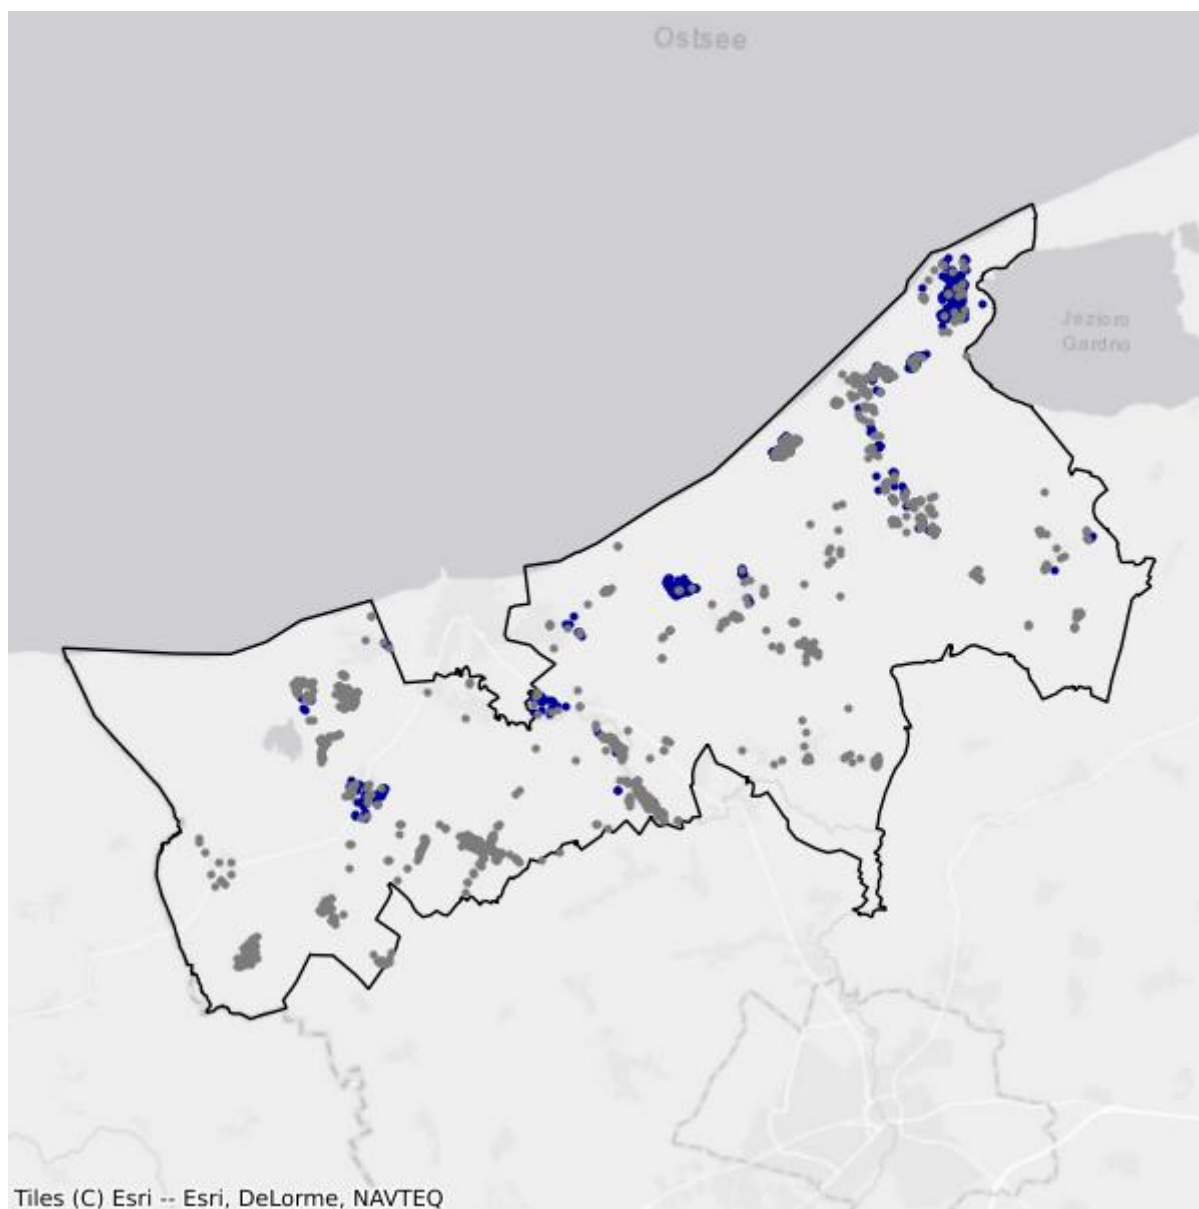 Ostsee
Jezioro
Gardno
Tiles (C) Esri -- Esri, DeLorme, NAVTEQ